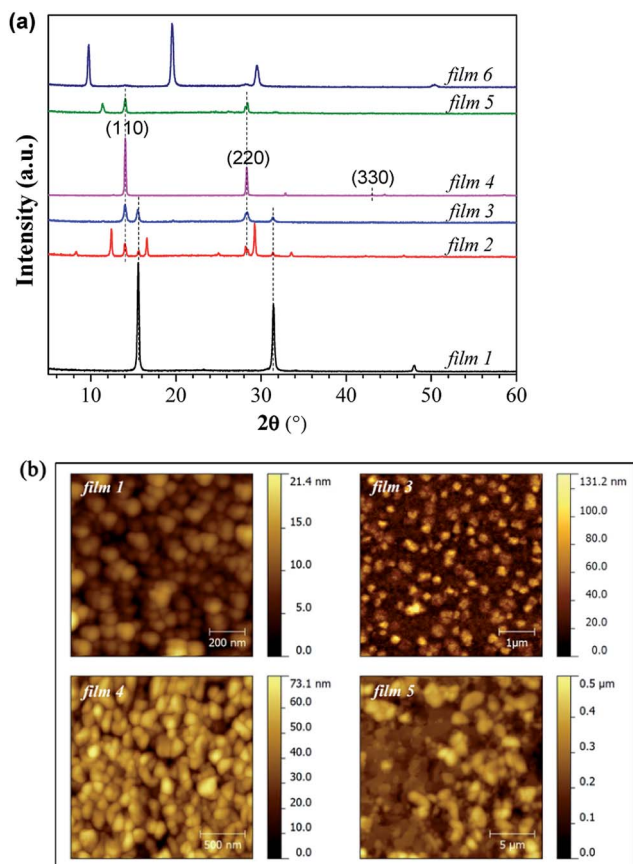 (a)
Intensity (a.u.)
film 6
film 5
(110)
(220)
(330)
film 4
film 3
film 2
film 1
10 20 30 40 50 60
2θ (°)
(b)
film 1
200 nm
21.4 nm
15.0
10.0
5.0
0.0
film 3
1µm
131.2 nm
100.0
80.0
60.0
40.0
20.0
0.0
film 4
500 nm
73.1 nm
60.0
50.0
40.0
30.0
20.0
10.0
0.0
film 5
5 µm
0.5 µm
0.4
0.3
0.2
0.1
0.0